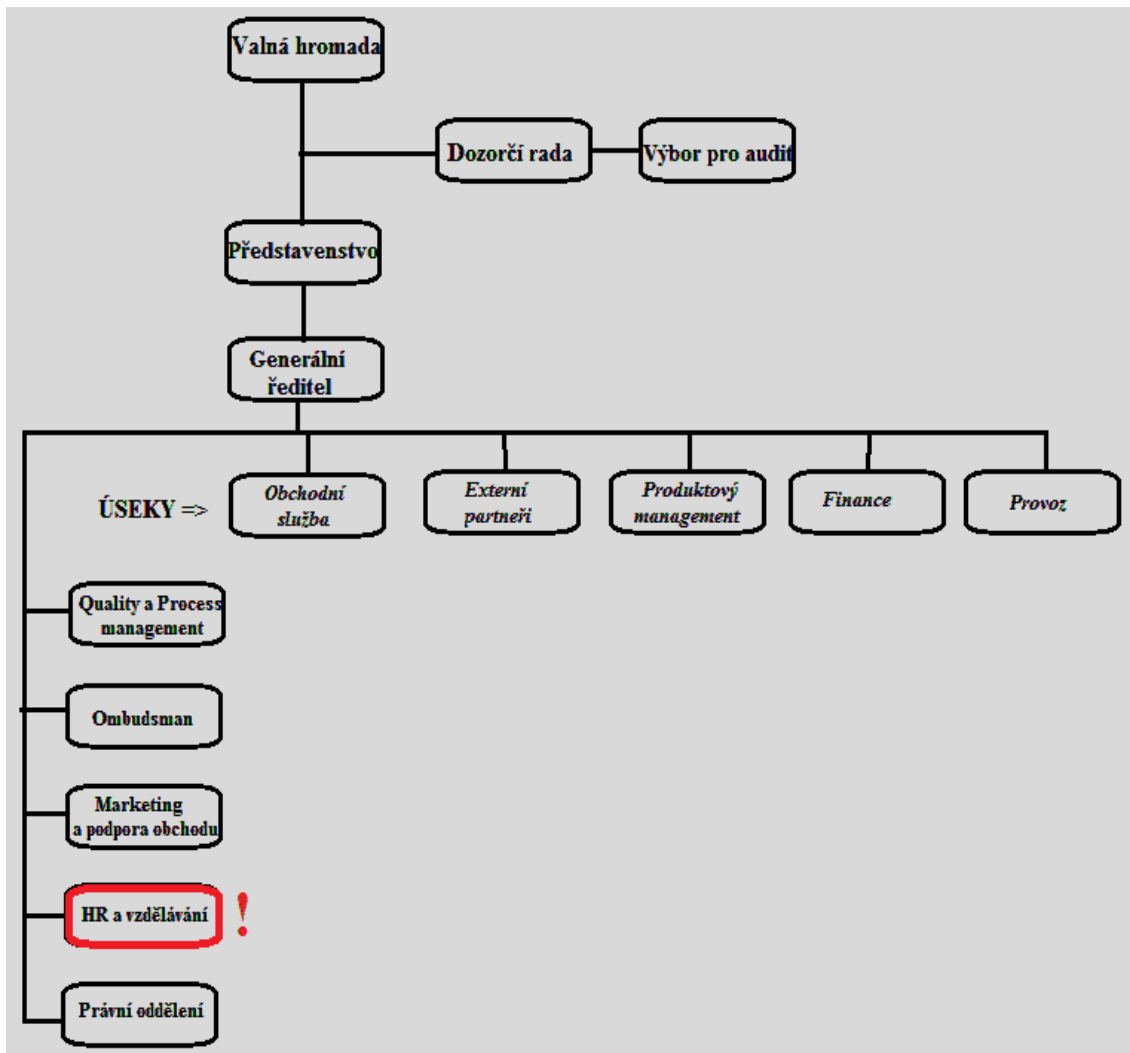 Valná hromada
Dozorčí rada
Výbor pro audit
Představenstvo
Generální
ředitel
ÚSEKY =>
Obchodní
služba
Externí
partneři
Produktový
management
Finance
Provoz
Quality a Process
management
Ombudsman
Marketing
a podpora obchodu
HR a vzdělávání
!
Právní oddělení